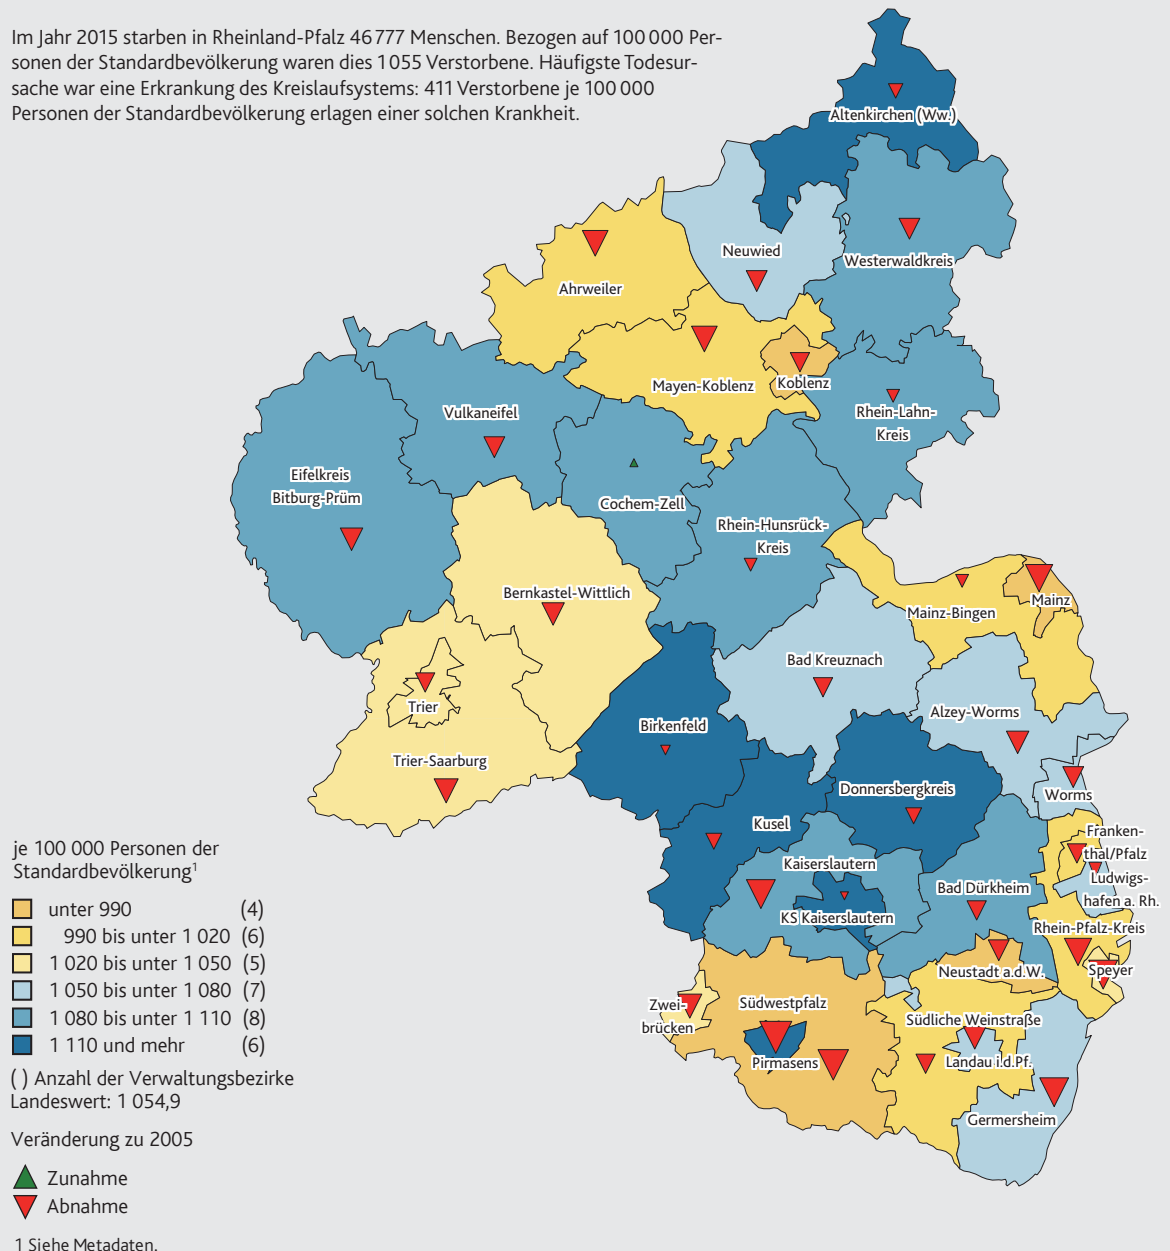 Im Jahr 2015 starben in Rheinland-Pfalz 46 777 Menschen. Bezogen auf 100 000 Per-
sonen der Standardbevölkerung waren dies 1 055 Verstorbene. Häufigste Todesur-
sache war eine Erkrankung des Kreislaufsystems: 411 Verstorbene je 100 000
Personen der Standardbevölkerung erlagen einer solchen Krankheit.
Altenkirchen (Ww.)
Neuwied
Westerwaldkreis
Ahrweiler
Mayen-Koblenz
Koblenz
Vulkaneifel
Rhein-Lahn-
Kreis
Eifelkreis
Bitburg-Prüm
Cochem-Zell
Rhein-Hunsrück-
Kreis
Bernkastel-Wittlich
Mainz-Bingen
Mainz
Bad Kreuznach
Trier
Alzey-Worms
Birkenfeld
Trier-Saarburg
Donnersbergkreis
Worms
Kusel
Franken-
thal/Pfalz
Kaiserslautern
Ludwigs-
hafen a. Rh.
Bad Dürkheim
KS Kaiserslautern
Rhein-Pfalz-Kreis
Neustadt a.d.W.
Speyer
Zwei-
brücken
Südwestpfalz
Südliche Weinstraße
Pirmasens
Landau i.d.Pf.
Germersheim
je 100 000 Personen der
Standardbevölkerung1
unter 990 (4)
990 bis unter 1 020 (6)
1 020 bis unter 1 050 (5)
1 050 bis unter 1 080 (7)
1 080 bis unter 1 110 (8)
1 110 und mehr (6)
( ) Anzahl der Verwaltungsbezirke
Landeswert: 1 054,9
Veränderung zu 2005
Zunahme
Abnahme
1 Siehe Metadaten.